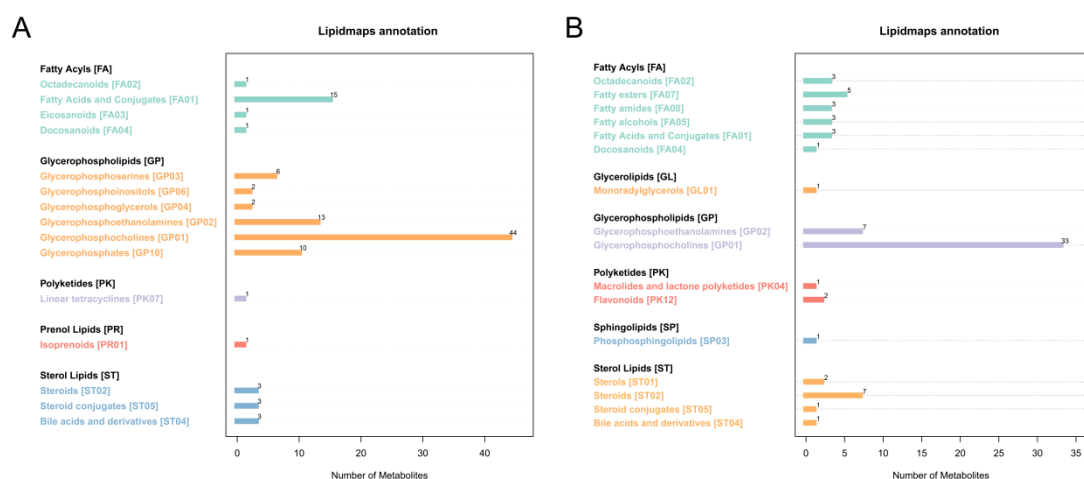 A
Lipidmaps annotation
Fatty Acyls [FA]
Octadecanoids [FA02] 1
Fatty Acids and Conjugates [FA01] 15
Eicosanoids [FA03] 1
Docosanoids [FA04] 1
Glycerophospholipids [GP]
Glycerophosphoserines [GP03] 6
Glycerophosphoinositols [GP06] 2
Glycerophosphoglycerols [GP04] 2
Glycerophosphoethanolamines [GP02] 13
Glycerophosphocholines [GP01] 44
Glycerophosphates [GP10] 10
Polyketides [PK]
Linear tetracyclines [PK07] 1
Prenol Lipids [PR]
Isoprenoids [PR01] 1
Sterol Lipids [ST]
Steroids [ST02] 3
Steroid conjugates [ST05] 3
Bile acids and derivatives [ST04] 3
0 10 20 30 40
Number of Metabolites
B
Lipidmaps annotation
Fatty Acyls [FA]
Octadecanoids [FA02] 3
Fatty esters [FA07] 5
Fatty amides [FA08] 3
Fatty alcohols [FA05] 3
Fatty Acids and Conjugates [FA01] 3
Docosanoids [FA04] 1
Glycerolipids [GL]
Monoradylglycerols [GL01] 1
Glycerophospholipids [GP]
Glycerophosphoethanolamines [GP02] 7
Glycerophosphocholines [GP01] 33
Polyketides [PK]
Macrolides and lactone polyketides [PK04] 1
Flavonoids [PK12] 2
Sphingolipids [SP]
Phosphosphingolipids [SP03] 1
Sterol Lipids [ST]
Sterols [ST01] 2
Steroids [ST02] 7
Steroid conjugates [ST05] 1
Bile acids and derivatives [ST04] 1
0 5 10 15 20 25 30 35
Number of Metabolites